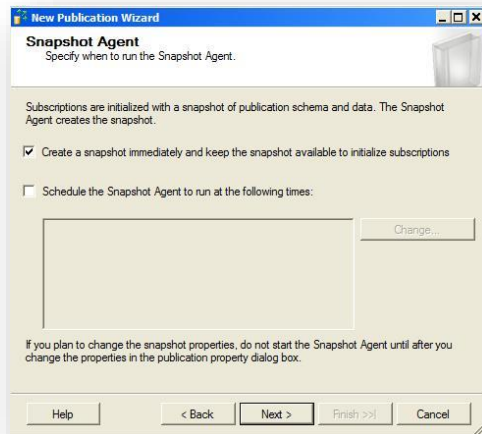 New Publication Wizard
Snapshot Agent
Specify when to run the Snapshot Agent.
Subscriptions are initialized with a snapshot of publication schema and data. The Snapshot
Agent creates the snapshot.
Create a snapshot immediately and keep the snapshot available to initialize subscriptions
Schedule the Snapshot Agent to run at the following times:
Change...
If you plan to change the snapshot properties, do not start the Snapshot Agent until after you
change the properties in the publication property dialog box.
Help < Back Next > Finish >>| Cancel